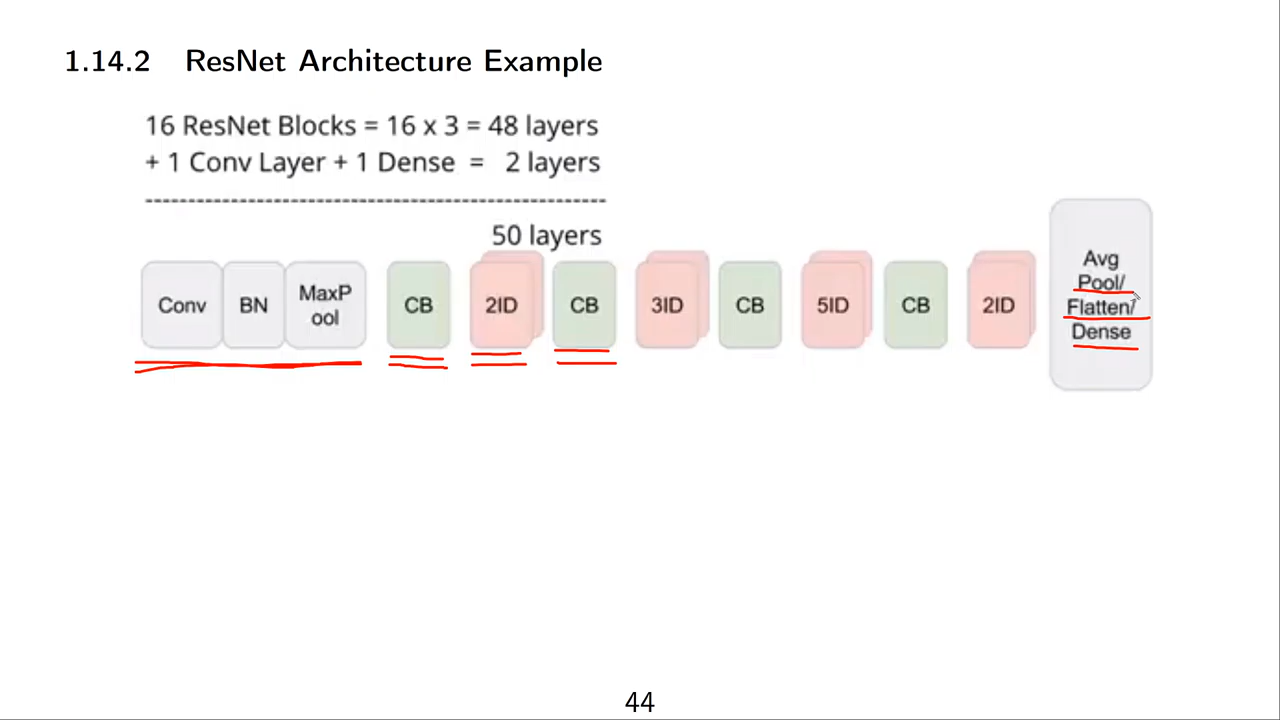 1.14.2 ResNet Architecture Example
16 ResNet Blocks = 16 x 3 = 48 layers
+ 1 Conv Layer + 1 Dense = 2 layers
-----------------------------------------------------
50 layers
Conv
BN
MaxP
ool
CB
2ID
CB
3ID
CB
5ID
CB
2ID
Avg
Pool/
Flatten/
Dense
44